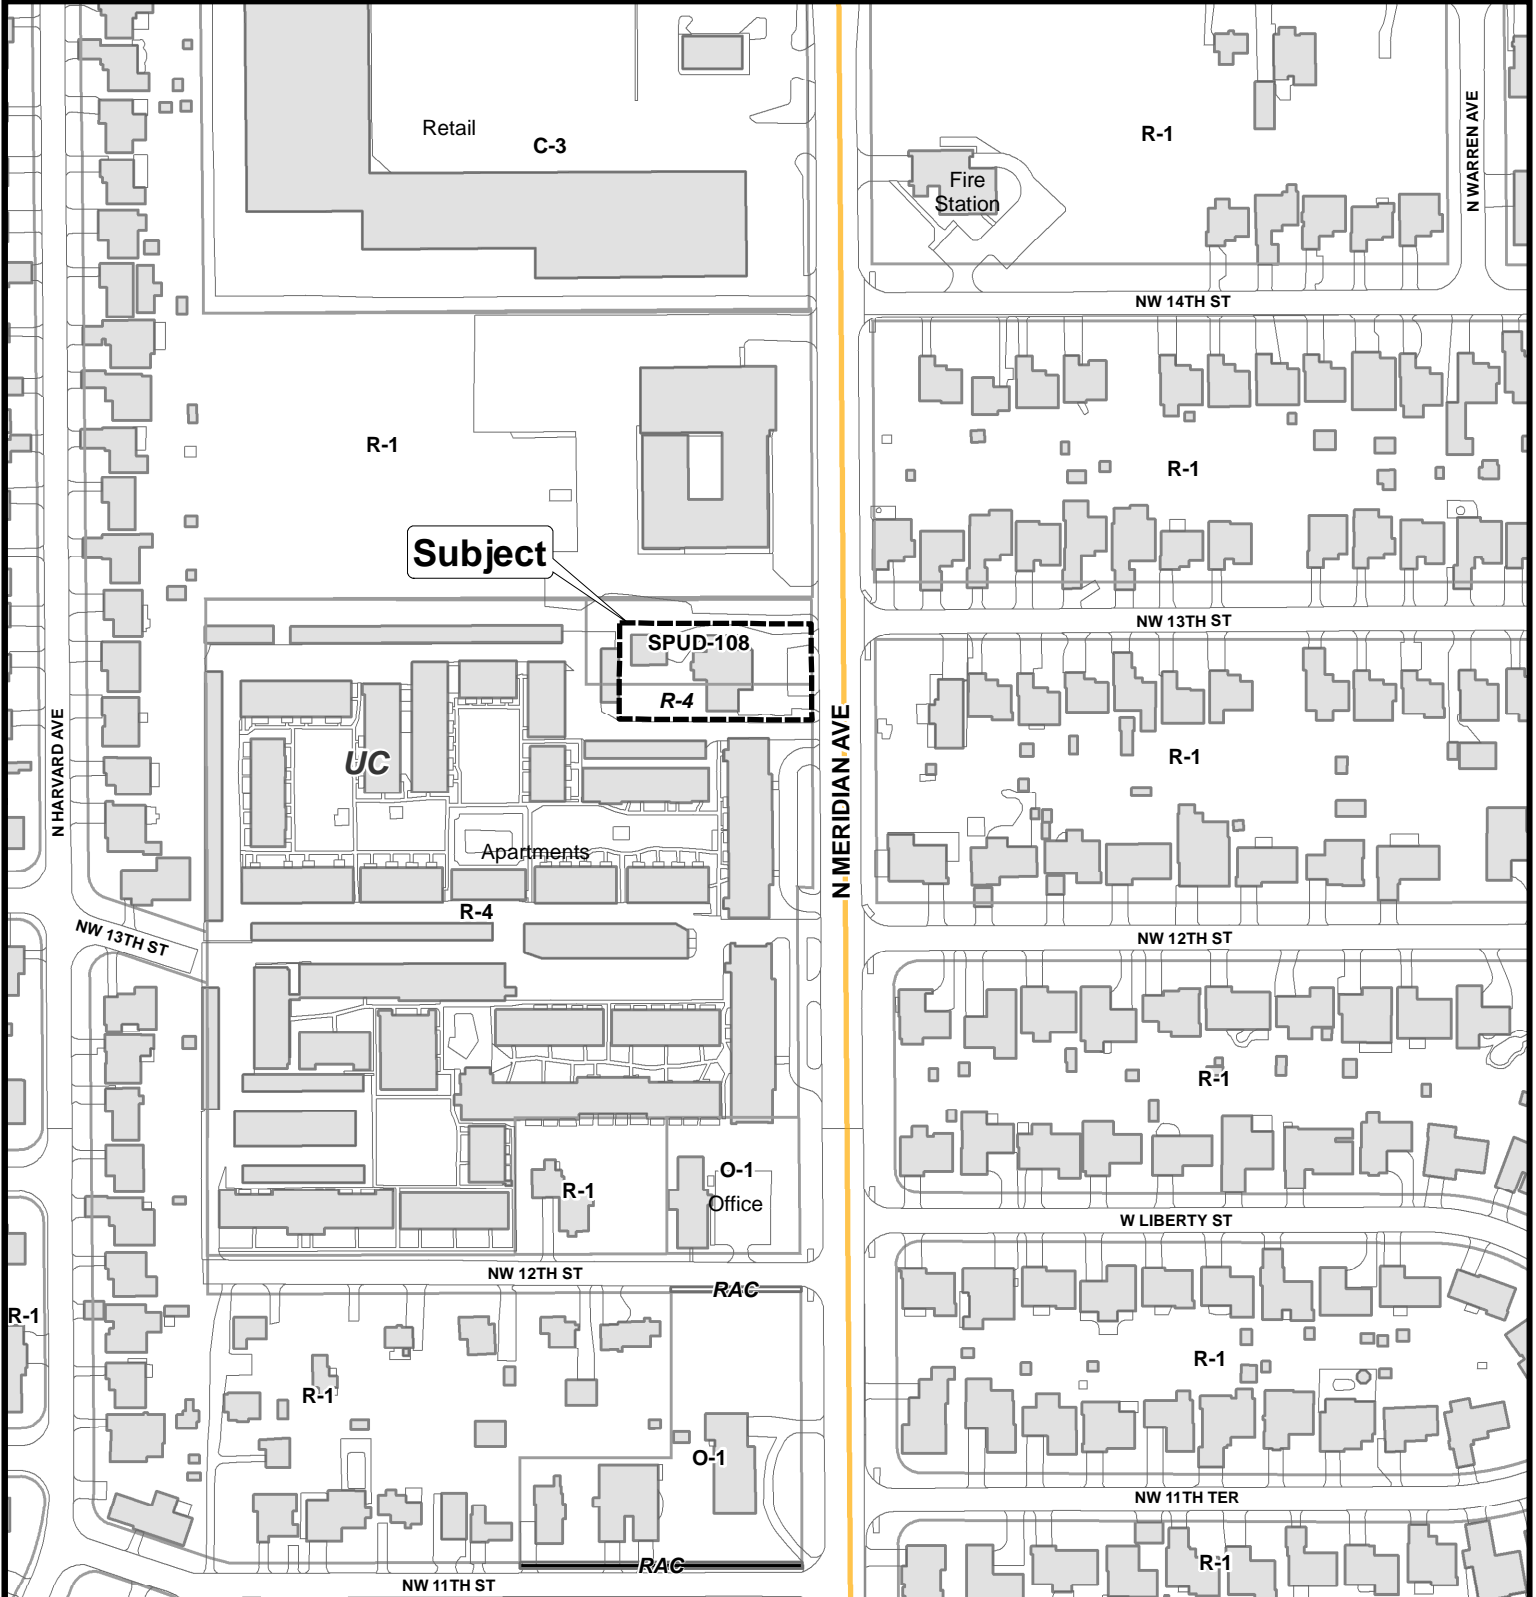 Retail
C-3
R-1
N WARREN AVE
Fire
Station
NW 14TH ST
R-1
R-1
Subject
NW 13TH ST
SPUD-108
R-4
N HARVARD AVE
UC
N MERIDIAN AVE
R-1
Apartments
R-4
NW 13TH ST
NW 12TH ST
R-1
O-1
R-1
Office
W LIBERTY ST
NW 12TH ST
RAC
R-1
R-1
R-1
O-1
NW 11TH TER
RAC
R-1
NW 11TH ST